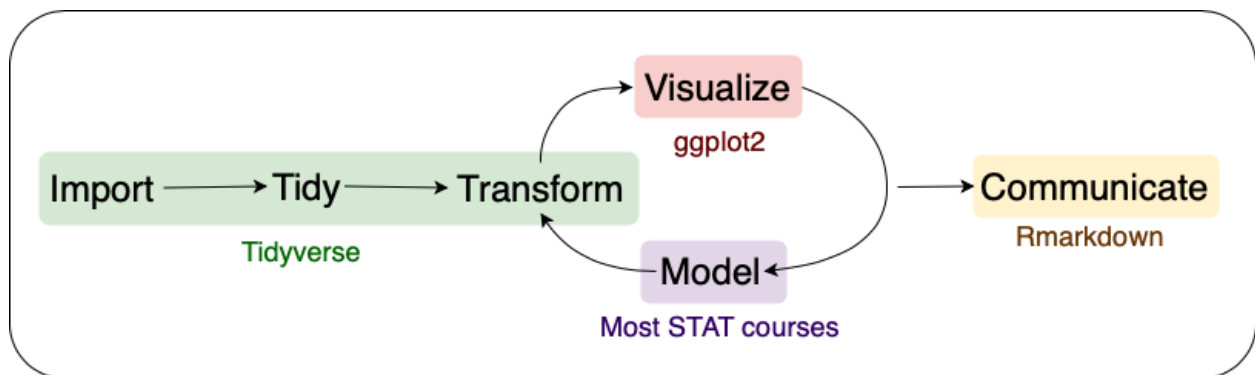 Visualize
ggplot2
Import Tidy Transform
Tidyverse
Model
Most STAT courses
Communicate
Rmarkdown